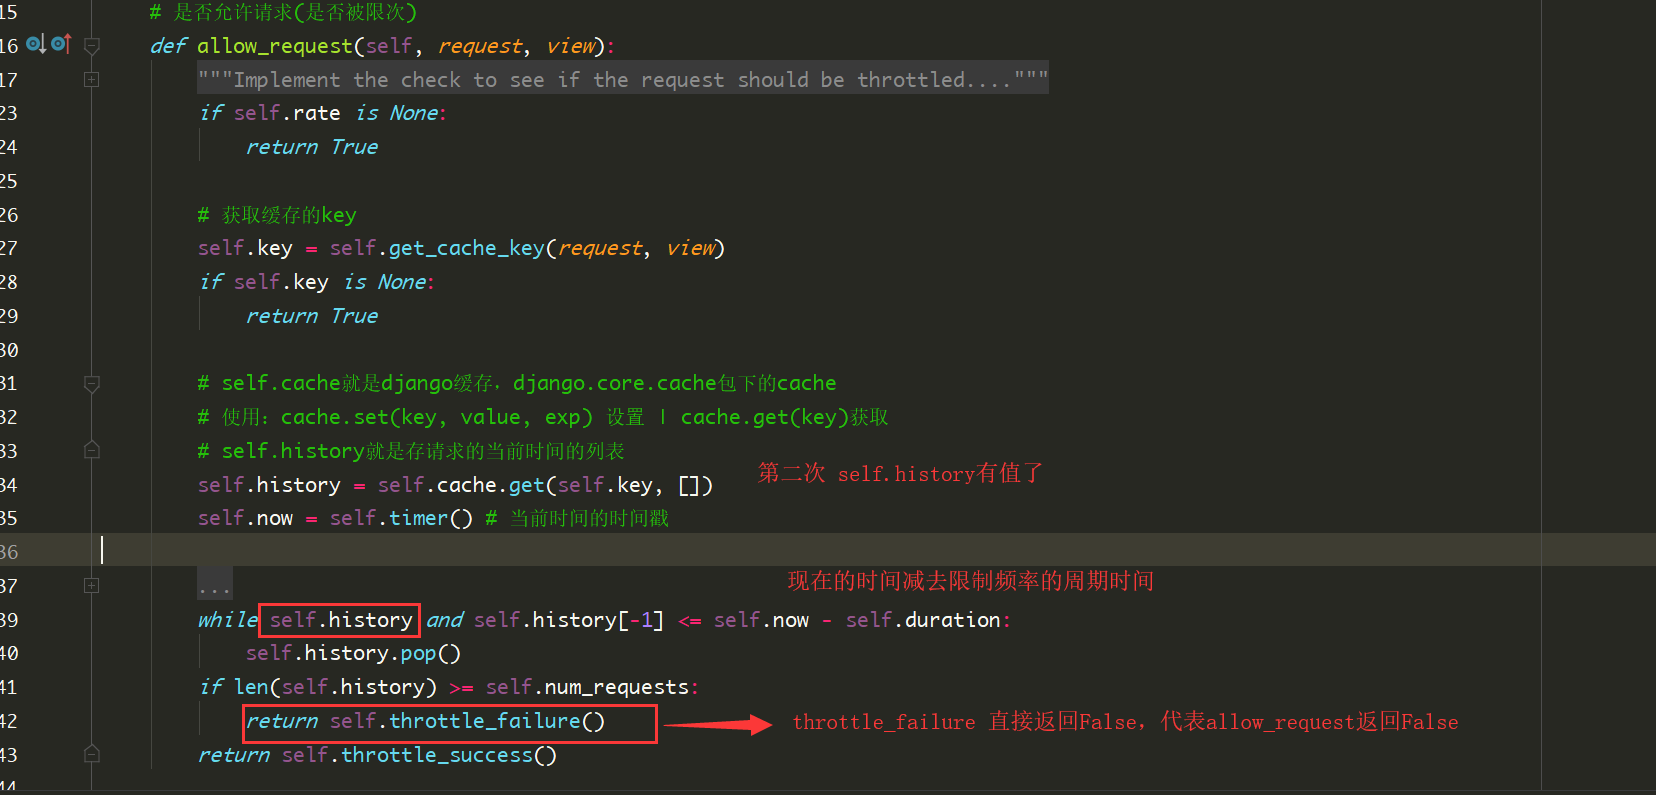 15 # 是否允许请求(是否被限次)
16 def allow_request(self, request, view):
17 """Implement the check to see if the request should be throttled...."""
23 if self.rate is None:
24 return True
25
26 # 获取缓存的key
27 self.key = self.get_cache_key(request, view)
28 if self.key is None:
29 return True
30
31 # self.cache就是django缓存，django.core.cache包下的cache
32 # 使用：cache.set(key, value, exp) 设置 | cache.get(key)获取
33 # self.history就是存请求的当前时间的列表
第二次 self.history有值了
34 self.history = self.cache.get(self.key, [])
35 self.now = self.timer() # 当前时间的时间戳
36
现在的时间减去限制频率的周期时间
37 ...
39 while self.history and self.history[-1] <= self.now - self.duration:
40 self.history.pop()
41 if len(self.history) >= self.num_requests:
42 return self.throttle_failure() throttle_failure 直接返回False，代表allow_request返回False
43 return self.throttle_success()
44